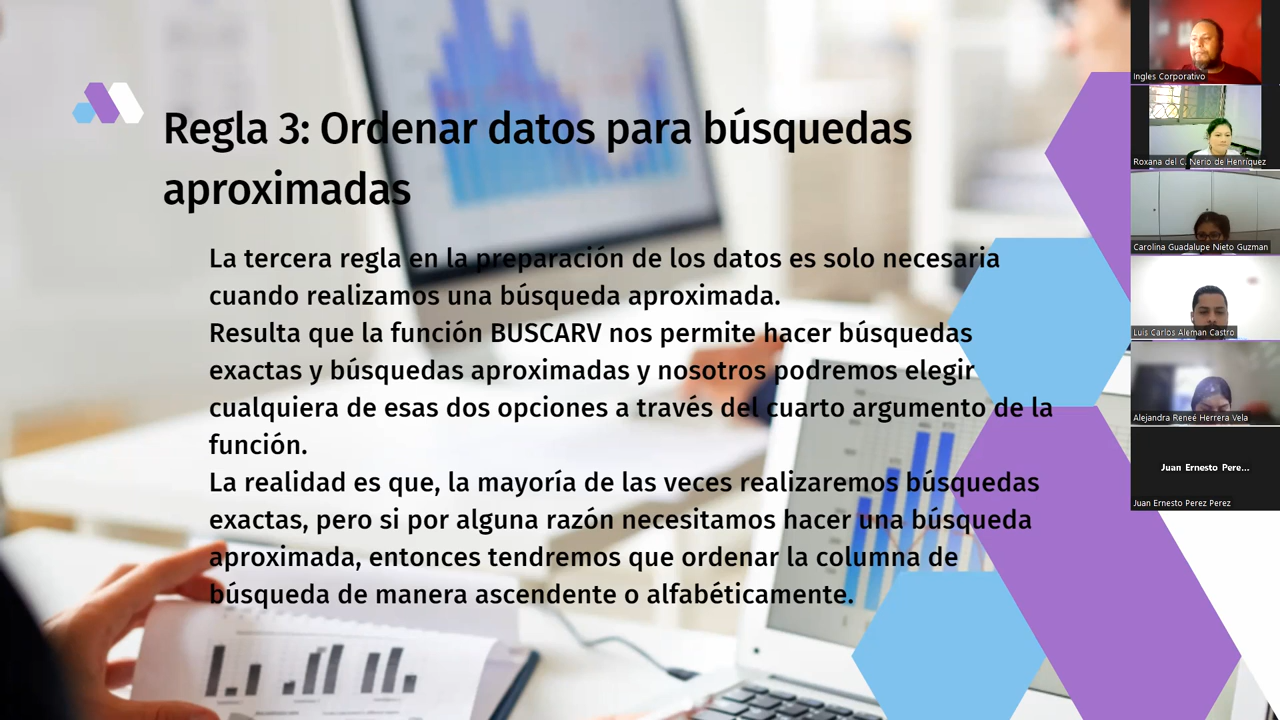 Regla 3: Ordenar datos para búsquedas
aproximadas
La tercera regla en la preparación de los datos es solo necesaria
cuando realizamos una búsqueda aproximada.
Resulta que la función BUSCARV nos permite hacer búsquedas
exactas y búsquedas aproximadas y nosotros podremos elegir
cualquiera de esas dos opciones a través del cuarto argumento de la
función.
La realidad es que, la mayoría de las veces realizaremos búsquedas
exactas, pero si por alguna razón necesitamos hacer una búsqueda
aproximada, entonces tendremos que ordenar la columna de
búsqueda de manera ascendente o alfabéticamente.
Ingles Corporativo
Roxana del C. Nerio de Henríquez
Carolina Guadalupe Nieto Guzman
Luis Carlos Aleman Castro
Alejandra Reneé Herrera Vela
Juan Ernesto Pere...
Juan Ernesto Perez Perez